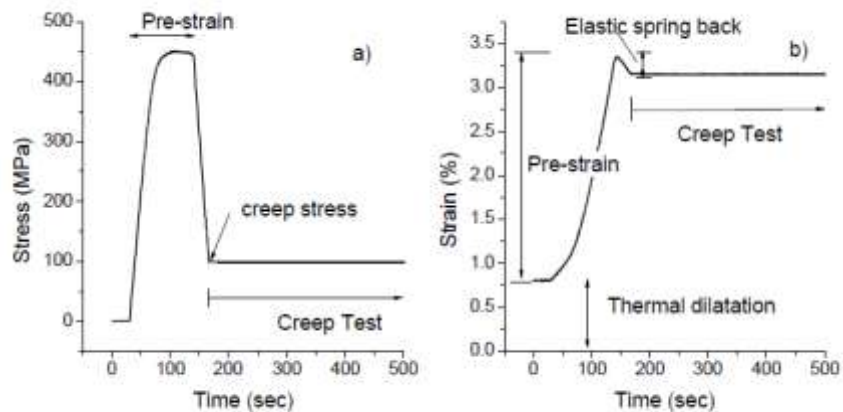 Pre-strain
a)
500
400
300
200
100
0
Stress (MPa)
creep stress
Creep Test
0 100 200 300 400 500
Time (sec)
Elastic spring back
b)
3.5
3.0
2.5
2.0
1.5
1.0
0.5
0.0
Strain (%)
Creep Test
Pre-strain
Thermal dilatation
0 100 200 300 400 500
Time (sec)